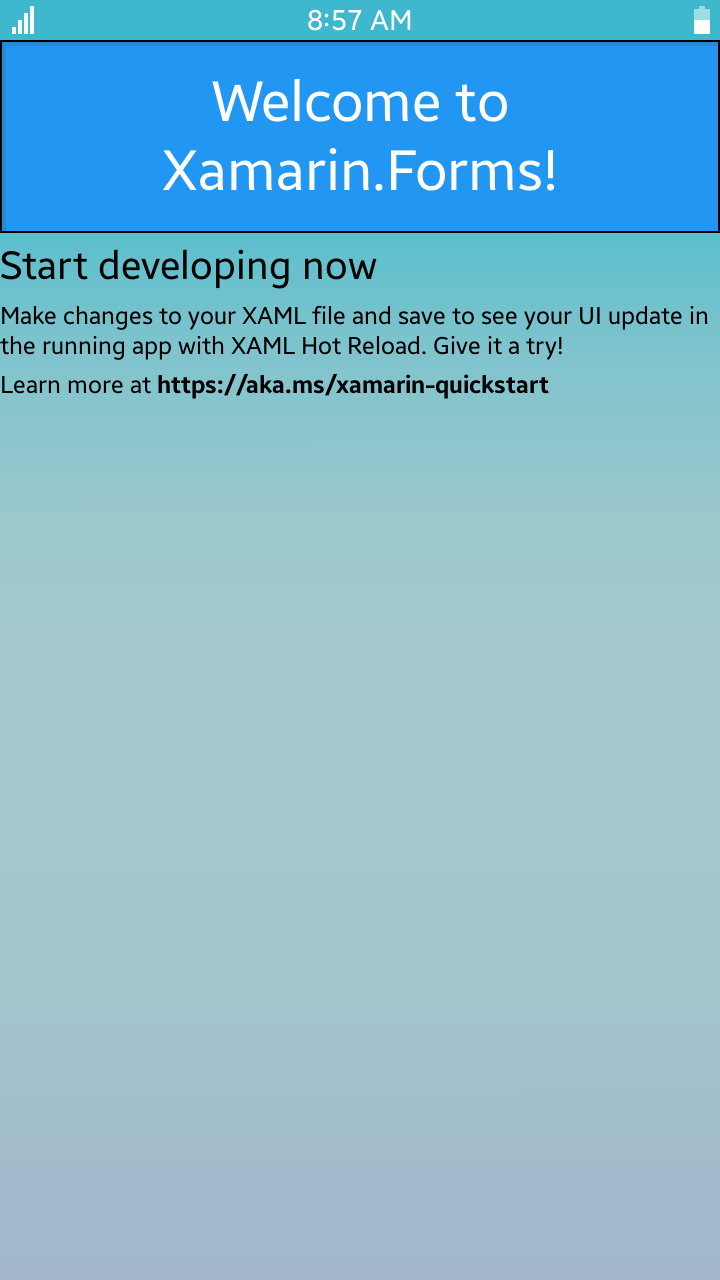 8:57 AM
Welcome to
Xamarin.Forms!
Start developing now
Make changes to your XAML file and save to see your UI update in
the running app with XAML Hot Reload. Give it a try!
Learn more at https://aka.ms/xamarin-quickstart